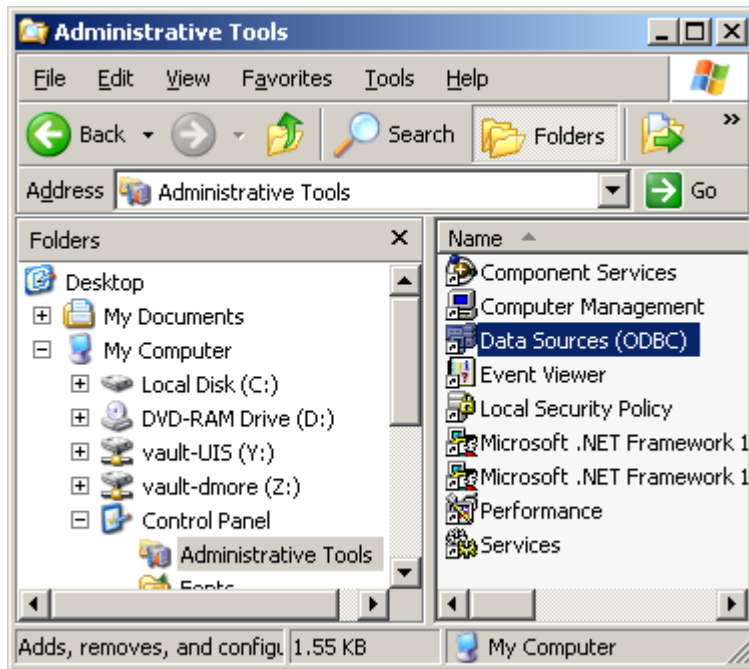 Administrative Tools
File Edit View Favorites Tools Help
Back Search Folders »
Address Administrative Tools Go
Folders
Desktop
My Documents
My Computer
Local Disk (C:)
DVD-RAM Drive (D:)
vault-UIS (Y:)
vault-dmore (Z:)
Control Panel
Administrative Tools
Fonts
Name
Component Services
Computer Management
Data Sources (ODBC)
Event Viewer
Local Security Policy
Microsoft .NET Framework 1
Microsoft .NET Framework 1
Performance
Services
Adds, removes, and configu 1.55 KB My Computer